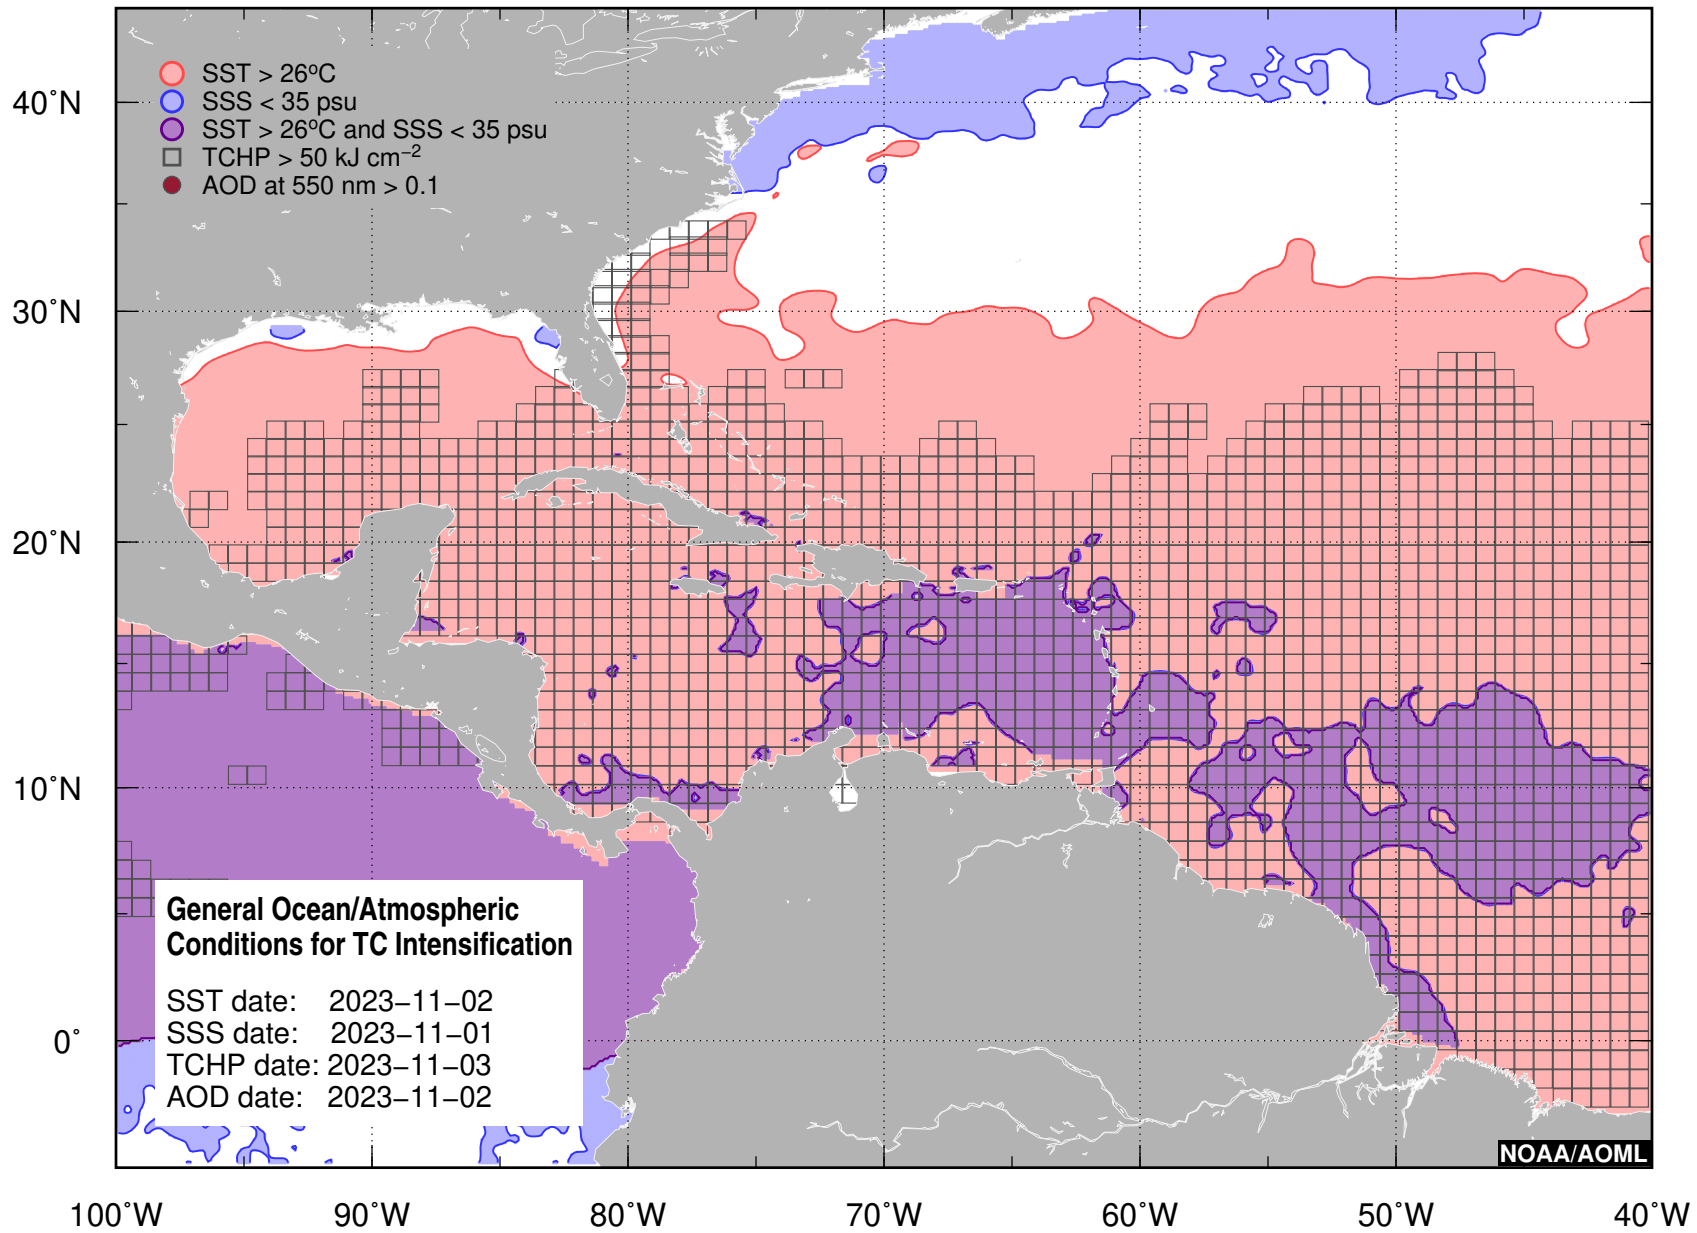 SST > 26°C
SSS < 35 psu
SST > 26°C and SSS < 35 psu
TCHP > 50 kJ cm⁻²
AOD at 550 nm > 0.1
40°N
30°N
20°N
10°N
0°
General Ocean/Atmospheric
Conditions for TC Intensification
SST date: 2023−11−02
SSS date: 2023−11−01
TCHP date: 2023−11−03
AOD date: 2023−11−02
NOAA/AOML
100°W 90°W 80°W 70°W 60°W 50°W 40°W